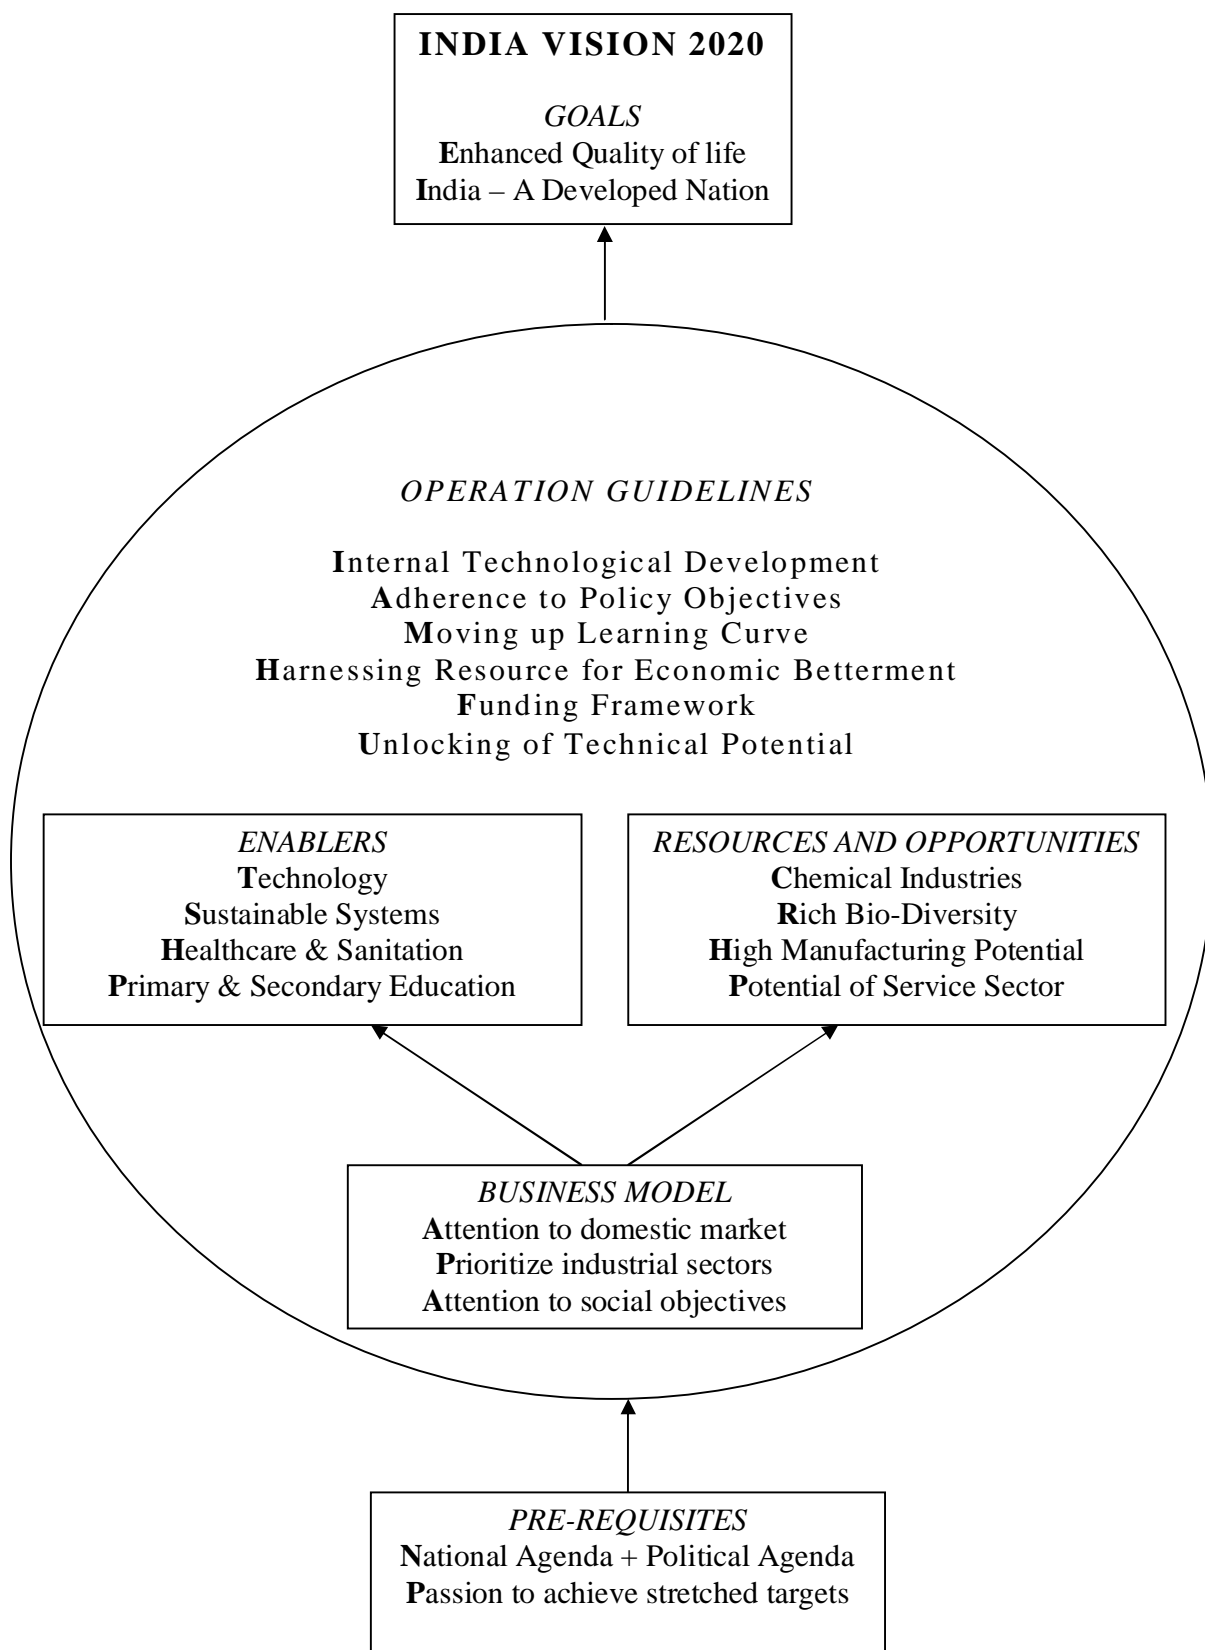 INDIA VISION 2020
GOALS
Enhanced Quality of life
India – A Developed Nation
OPERATION GUIDELINES
Internal Technological Development
Adherence to Policy Objectives
Moving up Learning Curve
Harnessing Resource for Economic Betterment
Funding Framework
Unlocking of Technical Potential
ENABLERS
Technology
Sustainable Systems
Healthcare & Sanitation
Primary & Secondary Education
RESOURCES AND OPPORTUNITIES
Chemical Industries
Rich Bio-Diversity
High Manufacturing Potential
Potential of Service Sector
BUSINESS MODEL
Attention to domestic market
Prioritize industrial sectors
Attention to social objectives
PRE-REQUISITES
National Agenda + Political Agenda
Passion to achieve stretched targets